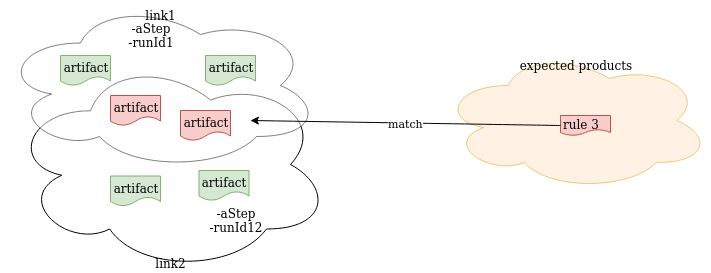 link1
-aStep
-runId1
artifact
artifact
expected products
artifact
artifact
match
rule 3
artifact
artifact
-aStep
-runId12
link2